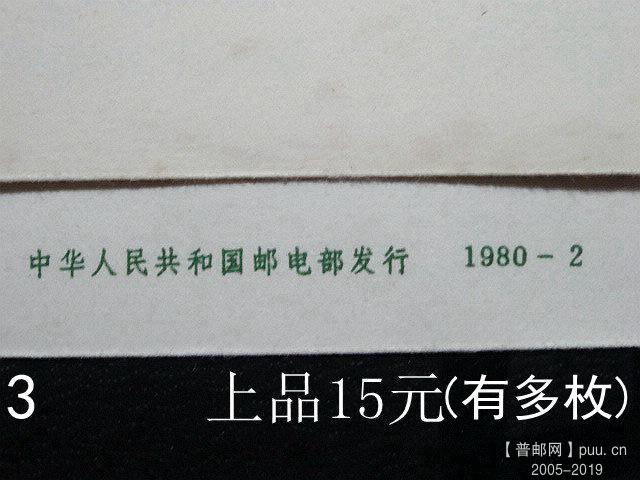 中华人民共和国邮电部发行 1980-2
3 上品15元(有多枚)
【普邮网】puu.cn
2005-2019